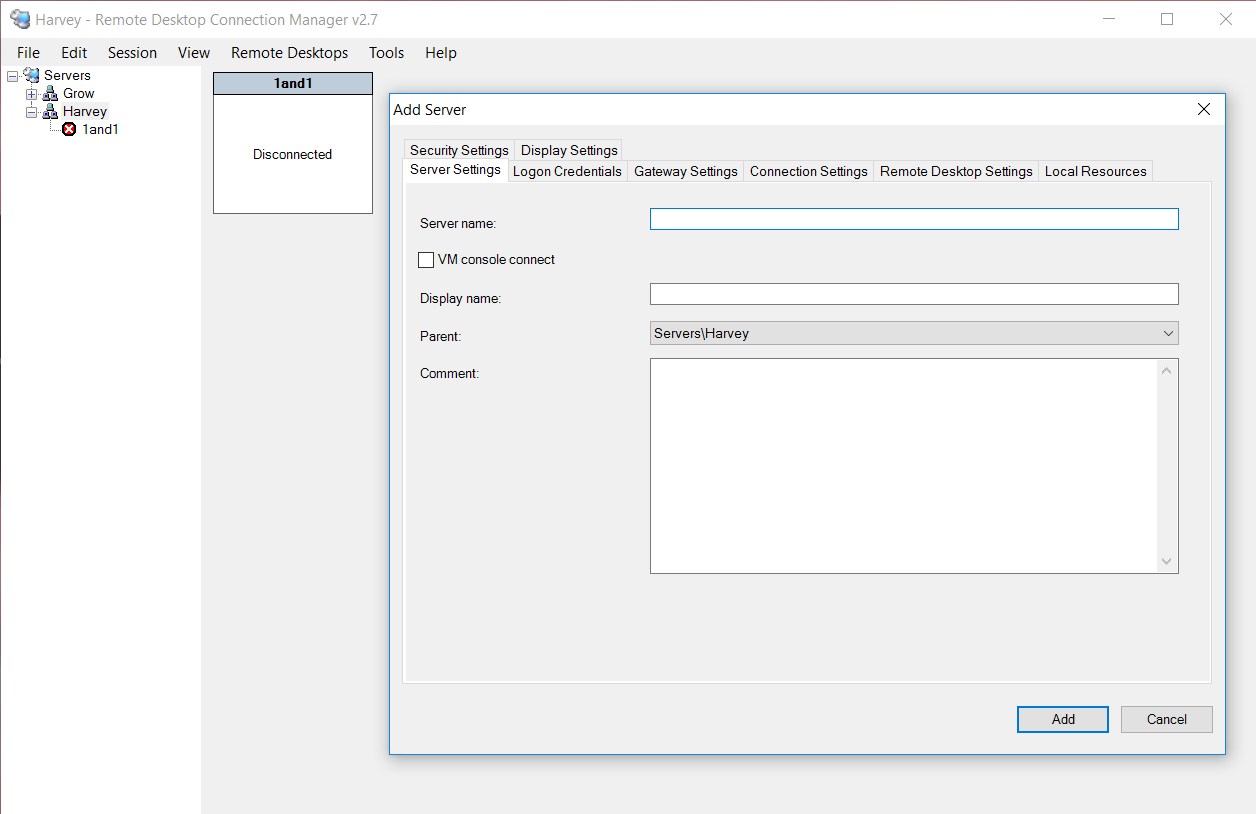 Harvey - Remote Desktop Connection Manager v2.7
File Edit Session View Remote Desktops Tools Help
Servers
Grow
Harvey
1and1
1and1
Disconnected
Add Server
Security Settings Display Settings
Server Settings Logon Credentials Gateway Settings Connection Settings Remote Desktop Settings Local Resources
Server name:
VM console connect
Display name:
Parent: Servers\Harvey
Comment:
Add Cancel